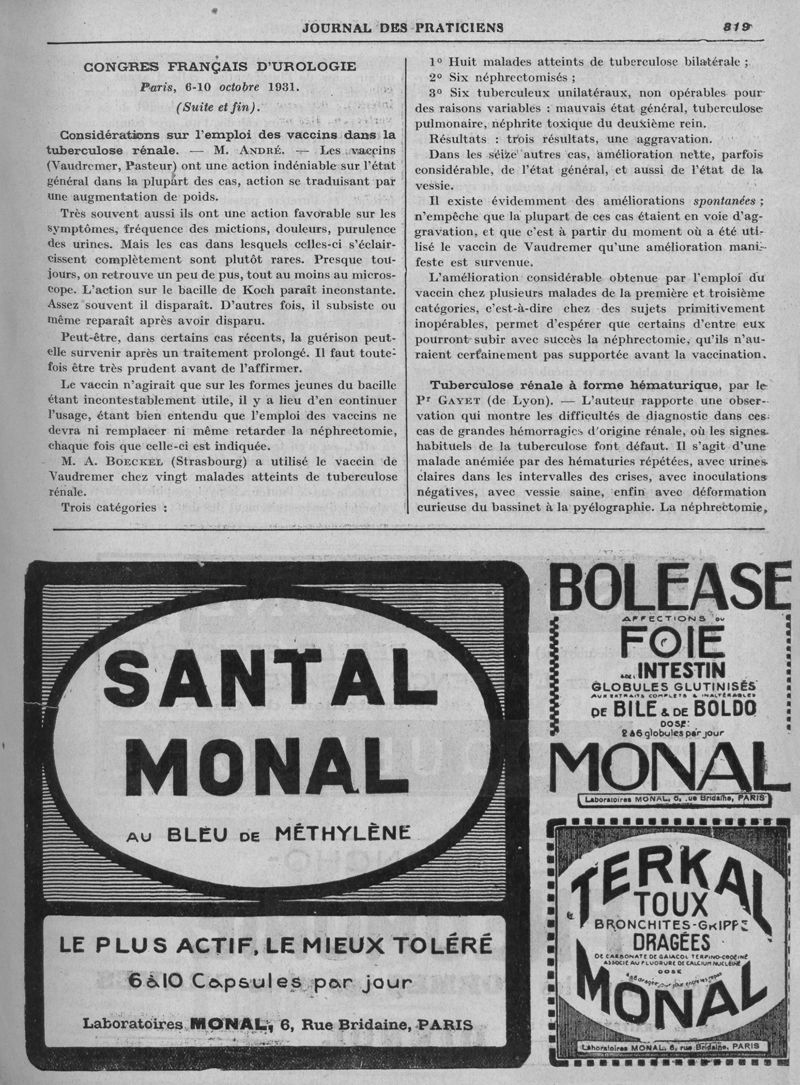 JOURNAL DES PRATICIENS
819
CONGRES FRANÇAIS D'UROLOGIE
Paris, 6-10 octobre 1931.
(Suite et fin).
Considérations sur l'emploi des vaccins dans la
tuberculose rénale. — M. ANDRÉ. — Les vaccins
(Vaudremer, Pasteur) ont une action indéniable sur l'état
général dans la plupart des cas, action se traduisant par
une augmentation de poids.
Très souvent aussi ils ont une action favorable sur les
symptômes, fréquence des mictions, douleurs, purulence
des urines. Mais les cas dans lesquels celles-ci s'éclair-
cissent complètement sont plutôt rares. Presque tou-
jours, on retrouve un peu de pus, tout au moins au micros-
cope. L'action sur le bacille de Koch paraît inconstante.
Assez souvent il disparaît. D'autres fois, il subsiste ou
même reparaît après avoir disparu.
Peut-être, dans certains cas récents, la guérison peut-
elle survenir après un traitement prolongé. Il faut toute-
fois être très prudent avant de l'affirmer.
Le vaccin n'agirait que sur les formes jeunes du bacille
étant incontestablement utile, il y a lieu d'en continuer
l'usage, étant bien entendu que l'emploi des vaccins ne
devra ni remplacer ni même retarder la néphrectomie,
chaque fois que celle-ci est indiquée.
M. A. BOECKEL (Strasbourg) a utilisé le vaccin de
Vaudremer chez vingt malades atteints de tuberculose
rénale.
Trois catégories :
1º Huit malades atteints de tuberculose bilatérale ;
2º Six néphrectomisés ;
3º Six tuberculeux unilatéraux, non opérables pour
des raisons variables : mauvais état général, tuberculose
pulmonaire, néphrite toxique du deuxième rein.
Résultats : trois résultats, une aggravation.
Dans les seize autres cas, amélioration nette, parfois
considérable, de l'état général, et aussi de l'état de la
vessie.
Il existe évidemment des améliorations spontanées ;
n'empêche que la plupart de ces cas étaient en voie d'ag-
gravation, et que c'est à partir du moment où a été uti-
lisé le vaccin de Vaudremer qu'une amélioration mani-
feste est survenue.
L'amélioration considérable obtenue par l'emploi du
vaccin chez plusieurs malades de la première et troisième
catégories, c'est-à-dire chez des sujets primitivement
inopérables, permet d'espérer que certains d'entre eux
pourront subir avec succès la néphrectomie, qu'ils n'au-
raient certainement pas supportée avant la vaccination.
Tuberculose rénale à forme hématurique, par le
Pr GAYET (de Lyon). — L'auteur rapporte une obser-
vation qui montre les difficultés de diagnostic dans ces
cas de grandes hémorragies d'origine rénale, où les signes
habituels de la tuberculose font défaut. Il s'agit d'une
malade anémiée par des hématuries répétées, avec urines
claires dans les intervalles des crises, avec inoculations
négatives, avec vessie saine, enfin avec déformation
curieuse du bassinet à la pyélographie. La néphrectomie,
SANTAL
MONAL
AU BLEU DE MÉTHYLÈNE
LE PLUS ACTIF, LE MIEUX TOLÉRÉ
6 à 10 Capsules par jour
Laboratoires MONAL, 6, Rue Bridaine, PARIS
BOLEASE
AFFECTIONS DU
FOIE
& DE L'INTESTIN
GLOBULES GLUTINISÉS
AUX EXTRAITS COMPLETS & INALTÉRABLES
DE BILE & DE BOLDO
DOSE:
2 à 6 globules par jour
MONAL
Laboratoires MONAL, 6, rue Bridaine, PARIS
TERKAL
TOUX
BRONCHITES-GRIPPE
DRAGÉES
DE CARBONATE DE GAIACOL TERPINO-CODÉINÉ
ASSOCIÉ AU FLUORURE DE CALCIUM NUCLÉINÉ
DOSE
MONAL
Laboratoires MONAL, 6, rue Bridaine, PARIS